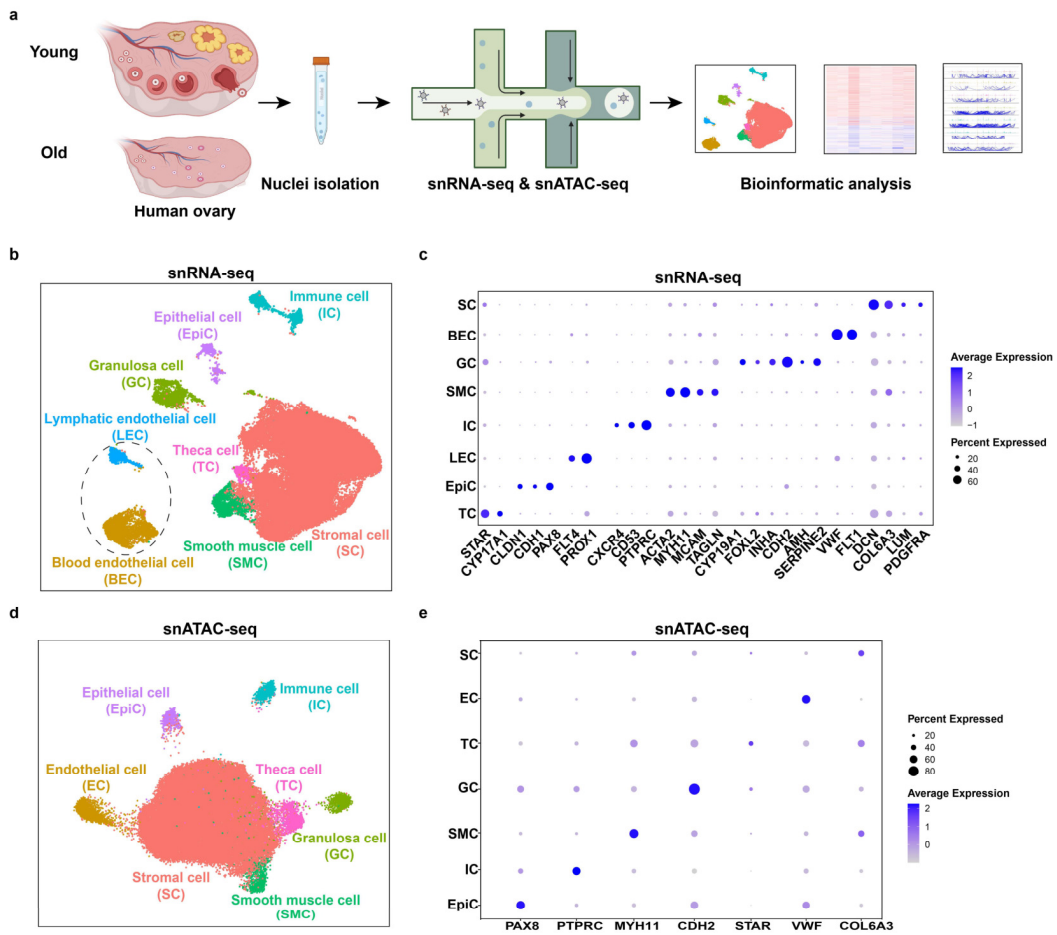 a
Young
Old
Human ovary
Nuclei isolation
snRNA-seq & snATAC-seq
Bioinformatic analysis
b
snRNA-seq
Immune cell
(IC)
Epithelial cell
(EpiC)
Granulosa cell
(GC)
Lymphatic endothelial cell
(LEC)
Theca cell
(TC)
Stromal cell
(SC)
Smooth muscle cell
(SMC)
Blood endothelial cell
(BEC)
c
snRNA-seq
SC
BEC
GC
SMC
IC
LEC
EpiC
TC
STAR
CYP17A1
CLDN1
CDH1
PAX8
FLT4
PROX1
CXCR4
CD53
PTPRC
ACTA2
MYH11
MCAM
TAGLN
CYP19A1
FOXL2
INHA
CDH2
AMH
SERPINE2
VWF
FLT1
DCN
COL6A3
LUM
PDGFRA
Average Expression
2
1
0
−1
Percent Expressed
20
40
60
d
snATAC-seq
Epithelial cell
(EpiC)
Immune cell
(IC)
Endothelial cell
(EC)
Theca cell
(TC)
Granulosa cell
(GC)
Stromal cell
(SC)
Smooth muscle cell
(SMC)
e
snATAC-seq
SC
EC
TC
GC
SMC
IC
EpiC
PAX8 PTPRC MYH11 CDH2 STAR VWF COL6A3
Percent Expressed
20
40
60
80
Average Expression
2
1
0